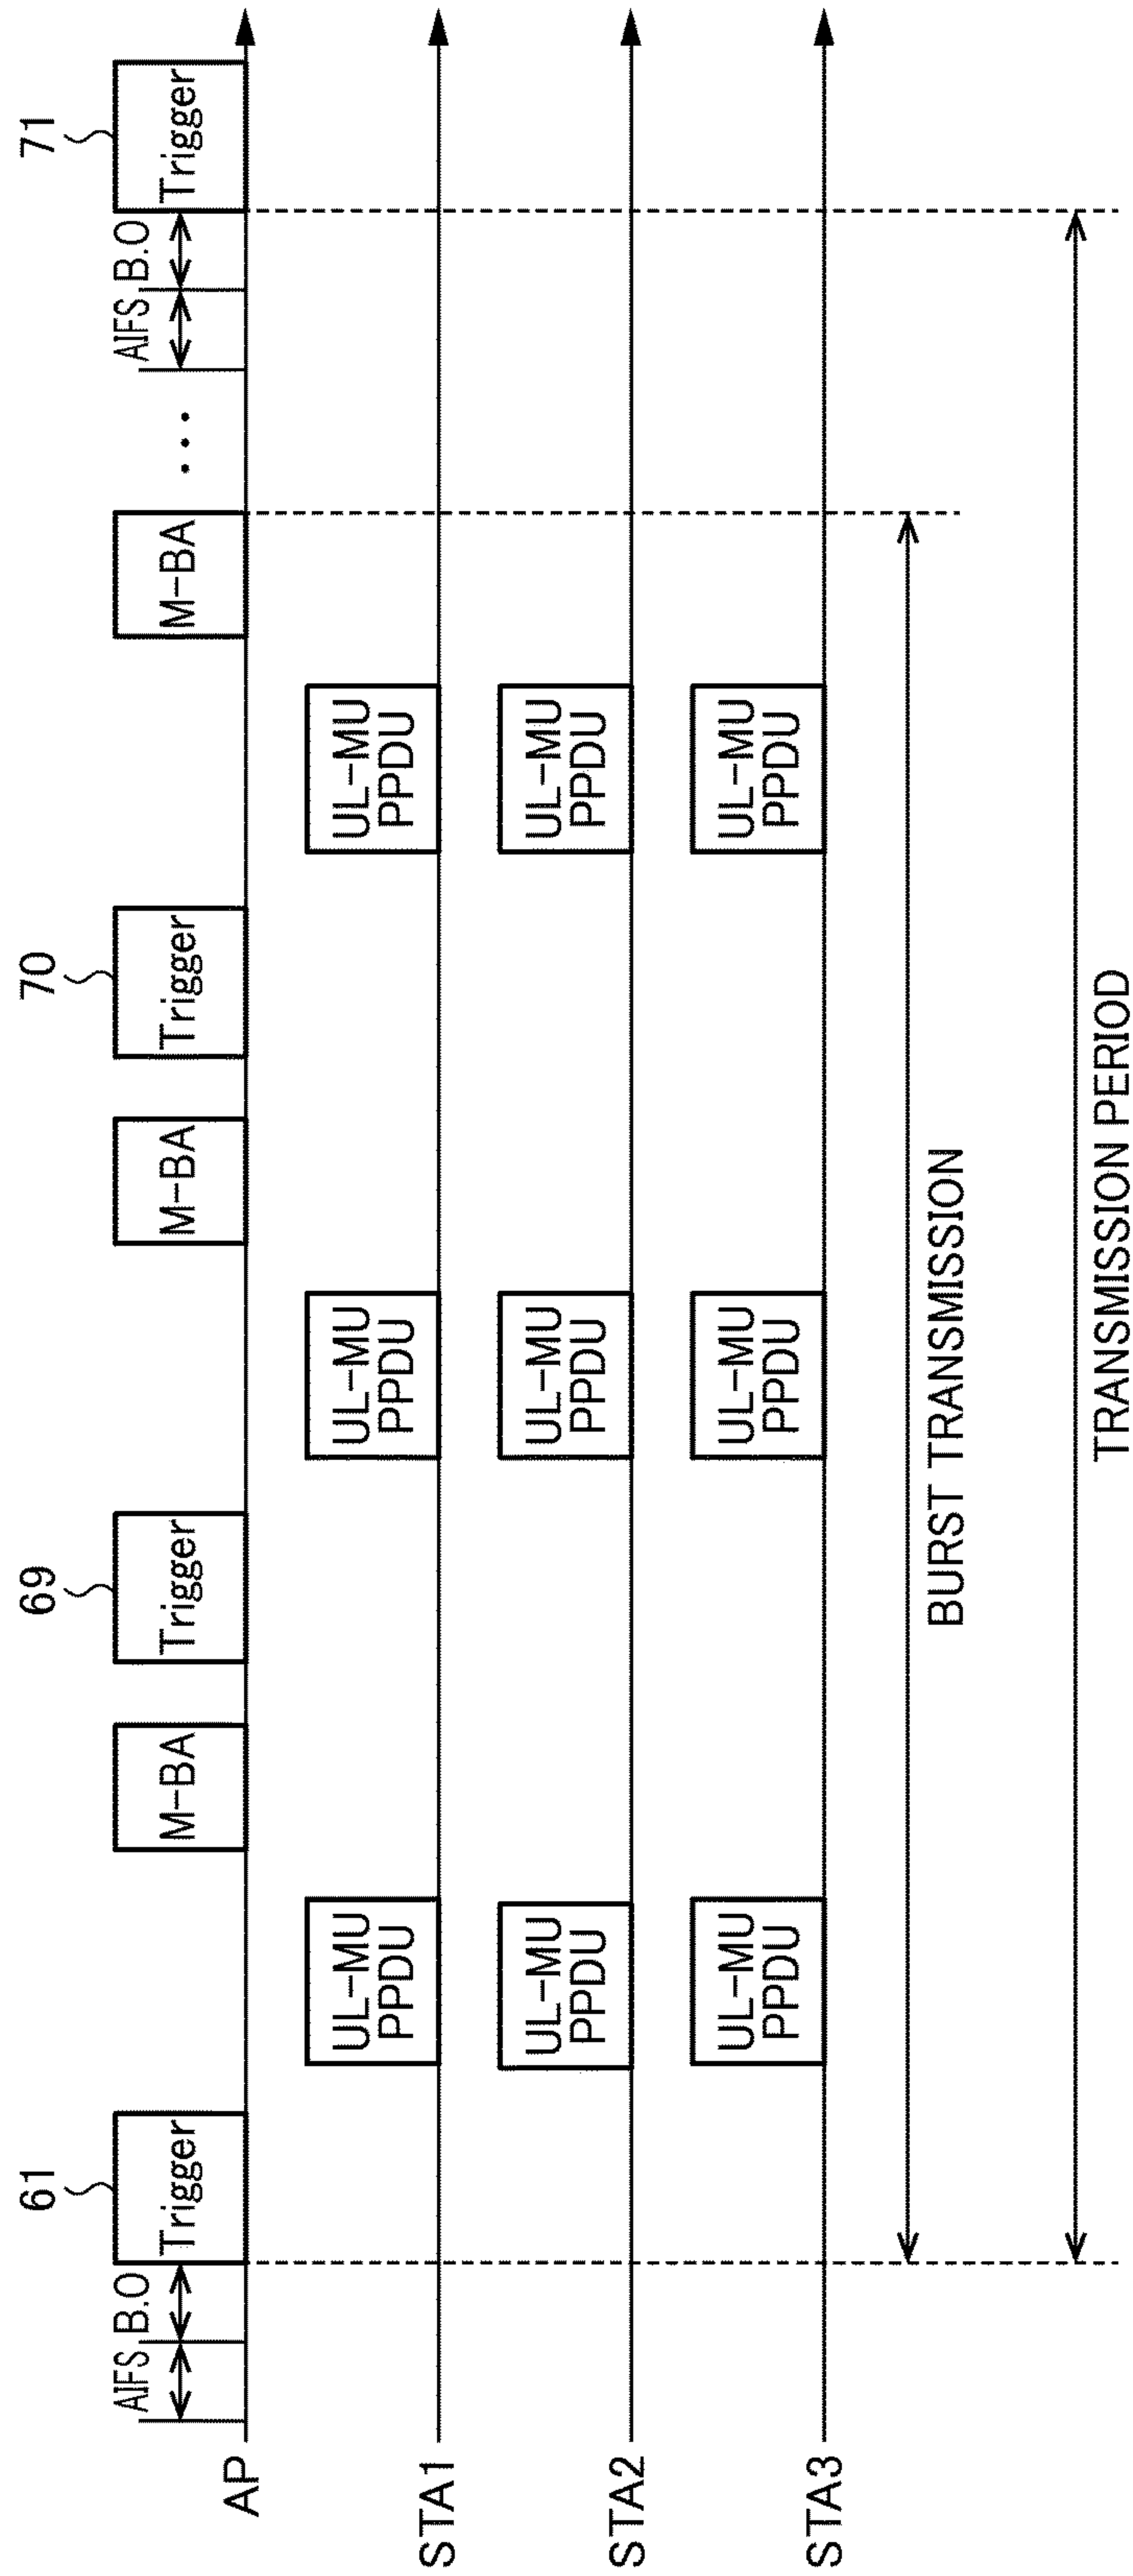 61
69
70
71
AIFS
B.O
Trigger
M-BA
Trigger
M-BA
Trigger
M-BA
...
AIFS
B.O
Trigger
AP
UL-MU
PPDU
UL-MU
PPDU
UL-MU
PPDU
STA1
UL-MU
PPDU
UL-MU
PPDU
UL-MU
PPDU
STA2
UL-MU
PPDU
UL-MU
PPDU
UL-MU
PPDU
STA3
BURST TRANSMISSION
TRANSMISSION PERIOD